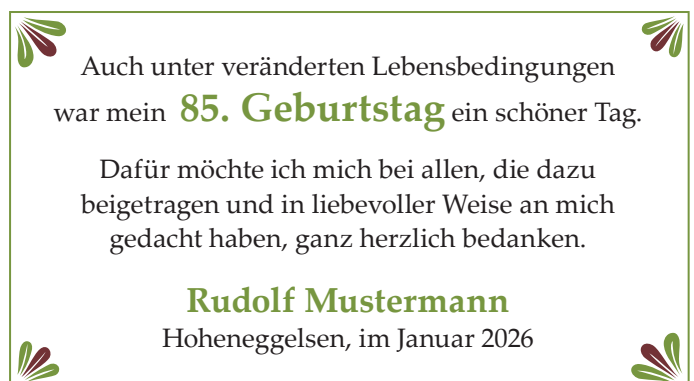 Auch unter veränderten Lebensbedingungen
war mein 85. Geburtstag ein schöner Tag.
Dafür möchte ich mich bei allen, die dazu
beigetragen und in liebevoller Weise an mich
gedacht haben, ganz herzlich bedanken.
Rudolf Mustermann
Hoheneggelsen, im Januar 2026